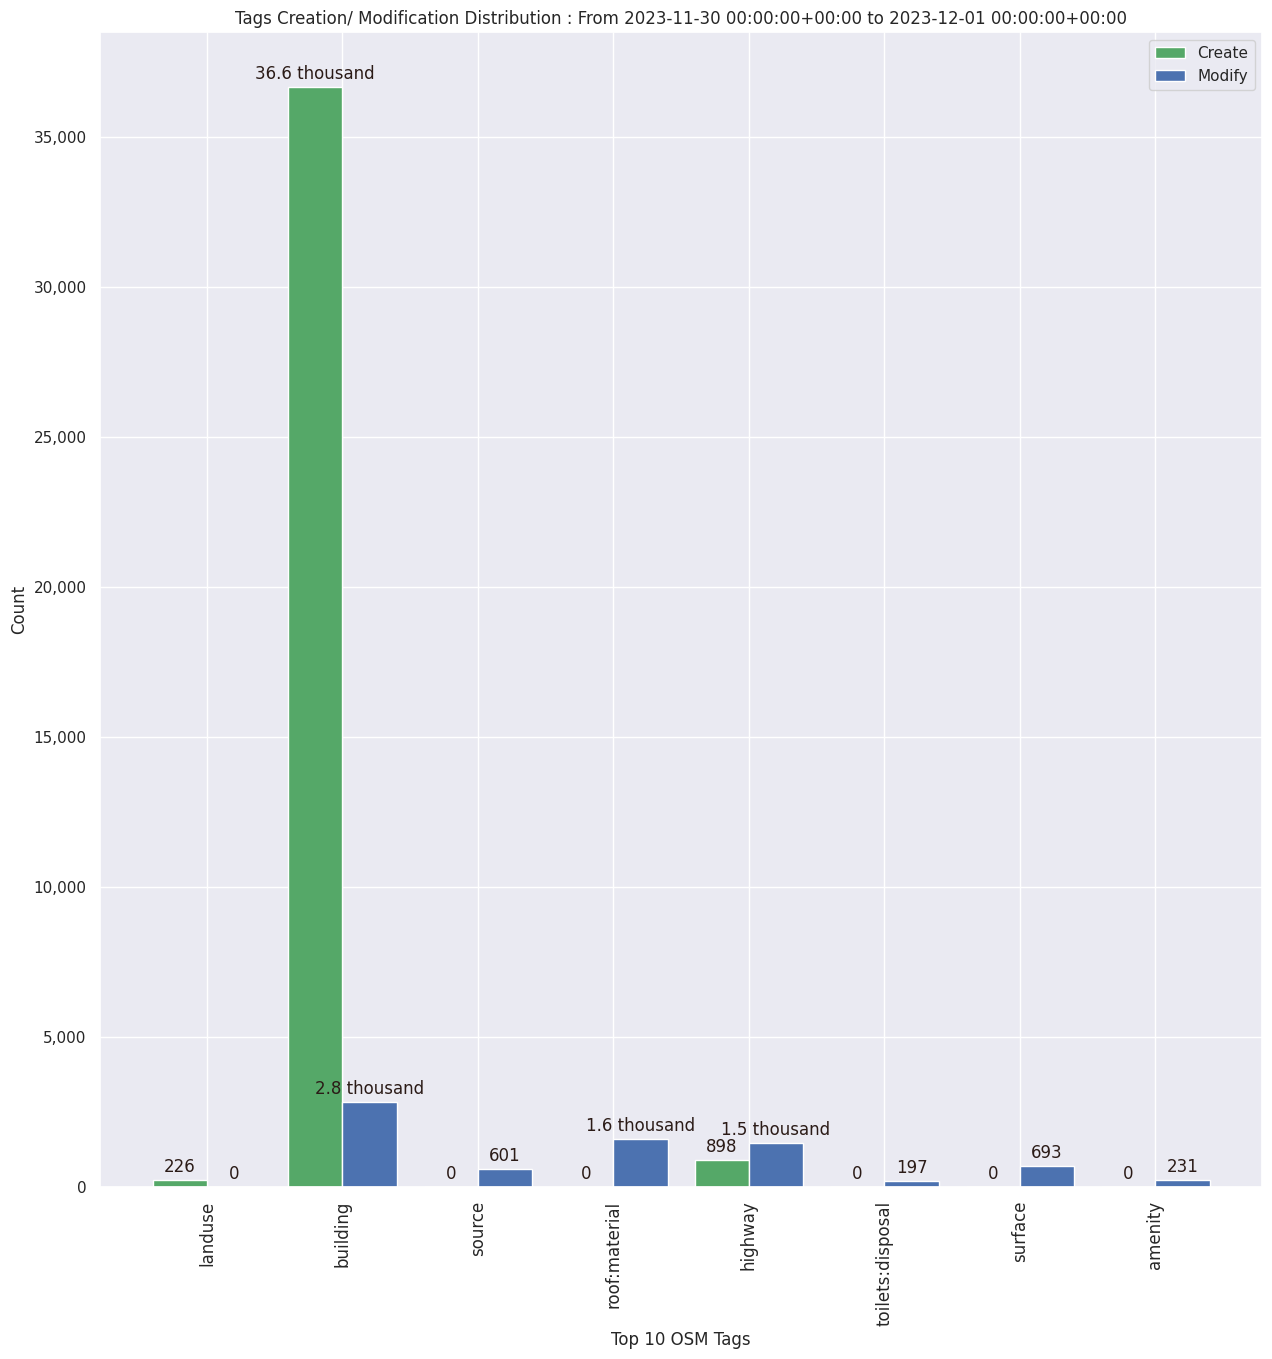 Tags Creation/ Modification Distribution : From 2023-11-30 00:00:00+00:00 to 2023-12-01 00:00:00+00:00
Create
Modify
36.6 thousand
35,000
30,000
25,000
20,000
15,000
10,000
5,000
0
Count
226
0
2.8 thousand
0
601
0
1.6 thousand
898
1.5 thousand
0
197
0
693
0
231
landuse
building
source
roof:material
highway
toilets:disposal
surface
amenity
Top 10 OSM Tags